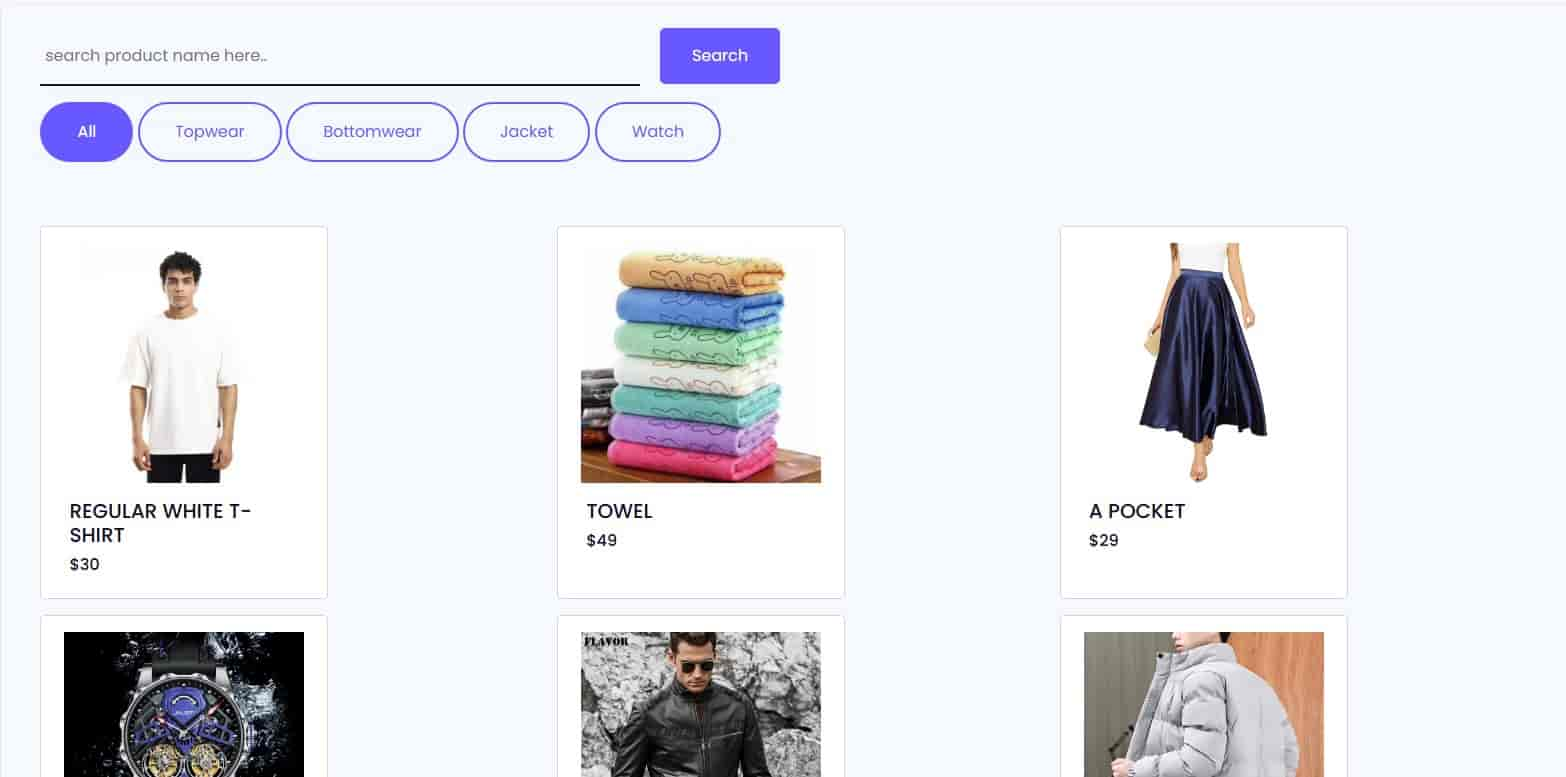 search product name here..
Search
All
Topwear
Bottomwear
Jacket
Watch
REGULAR WHITE T-
SHIRT
$30
TOWEL
$49
A POCKET
$29
FLAVOR